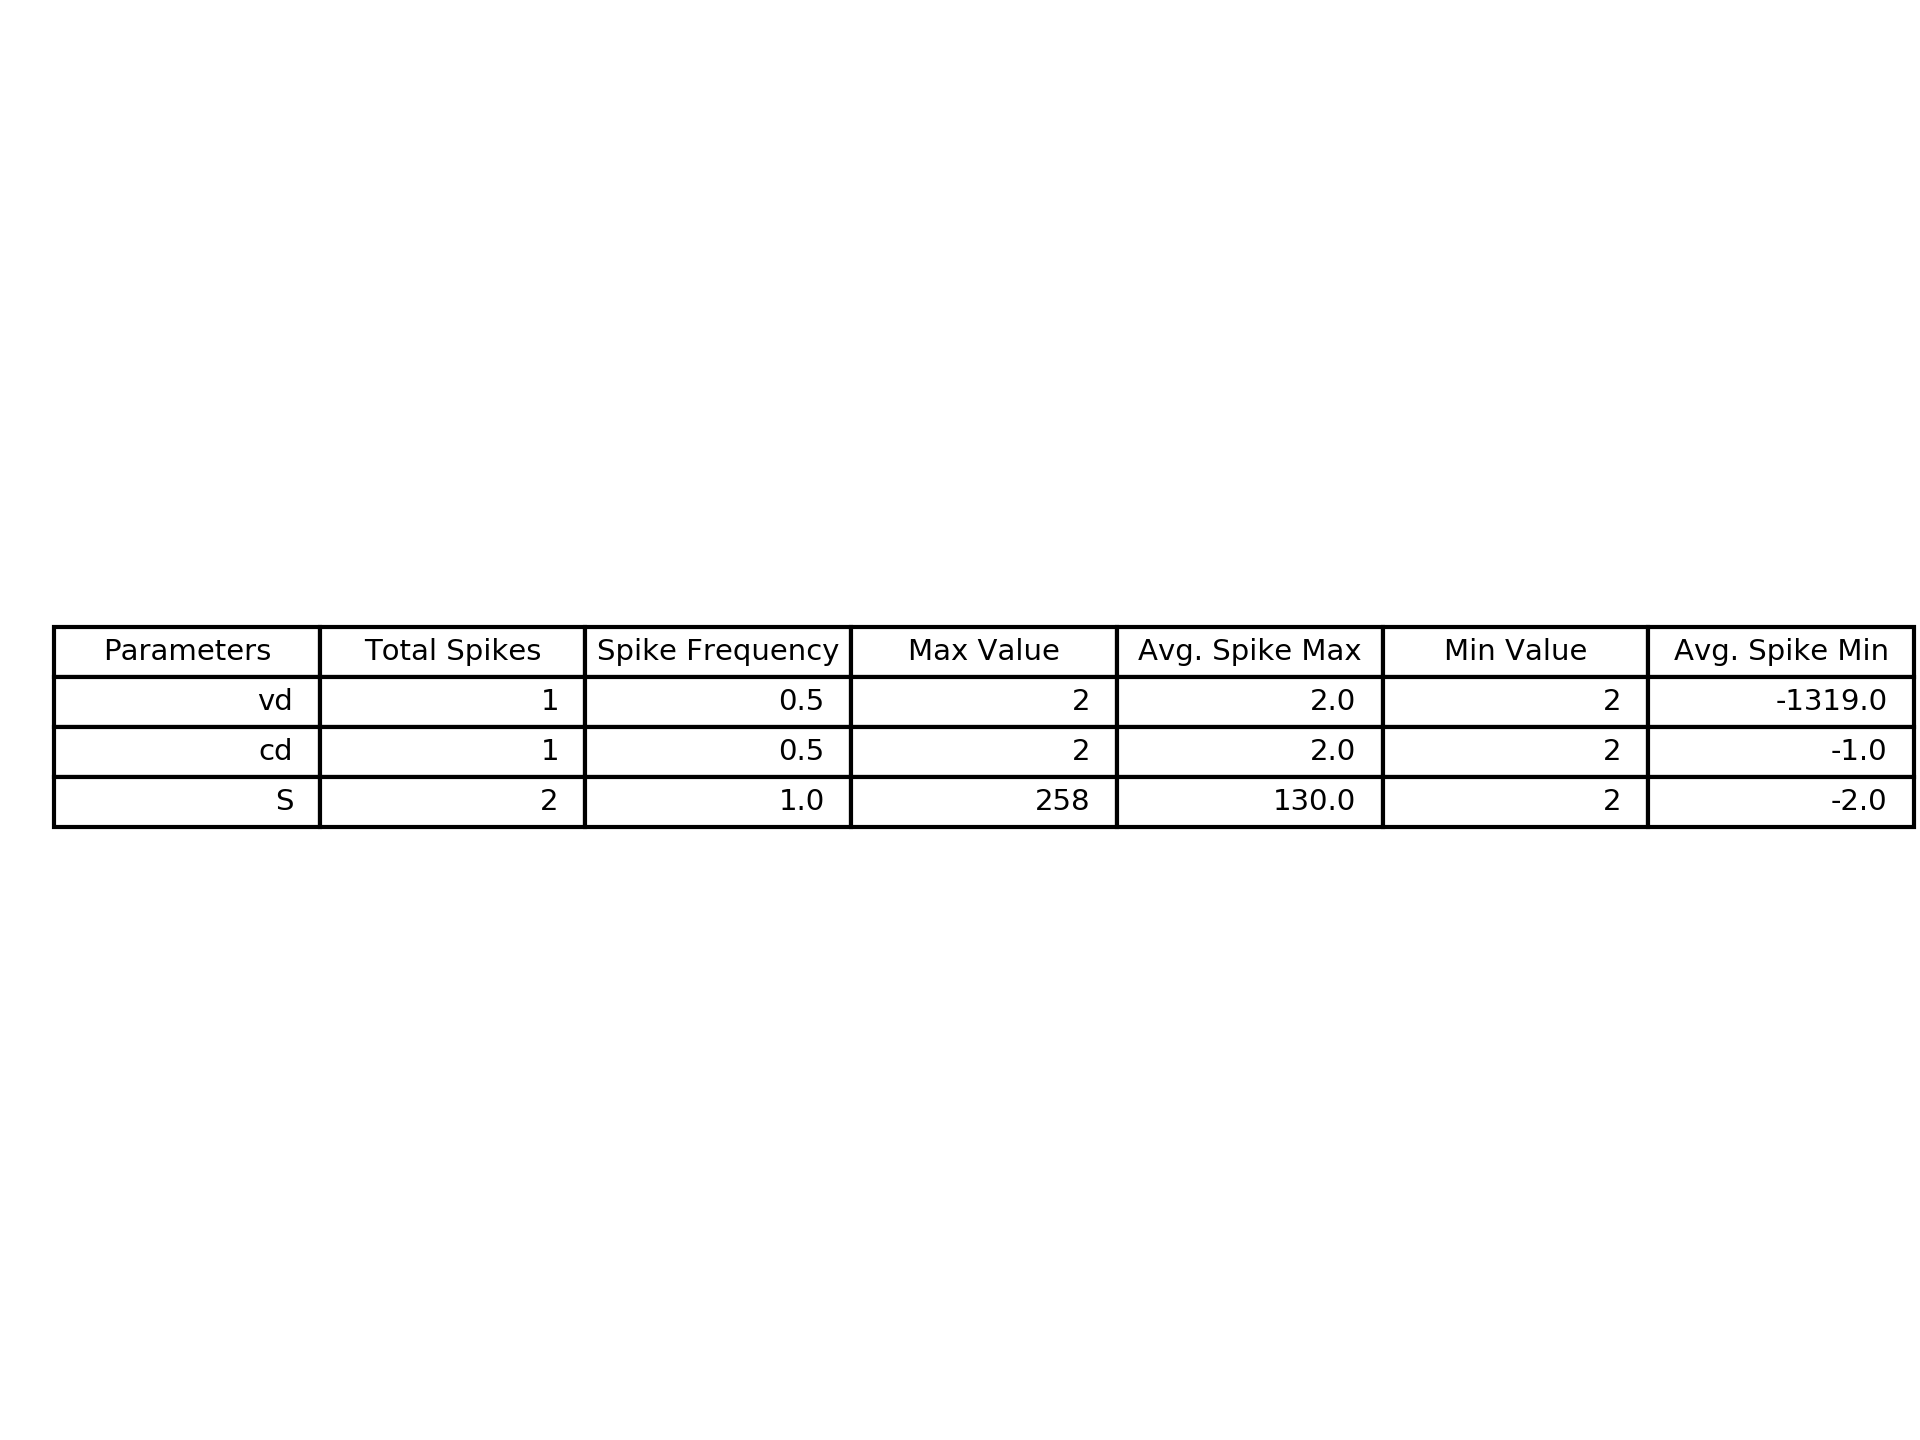 Parameters Total Spikes Spike Frequency Max Value Avg. Spike Max Min Value Avg. Spike Min
vd 1 0.5 2 2.0 2 -1319.0
cd 1 0.5 2 2.0 2 -1.0
S 2 1.0 258 130.0 2 -2.0